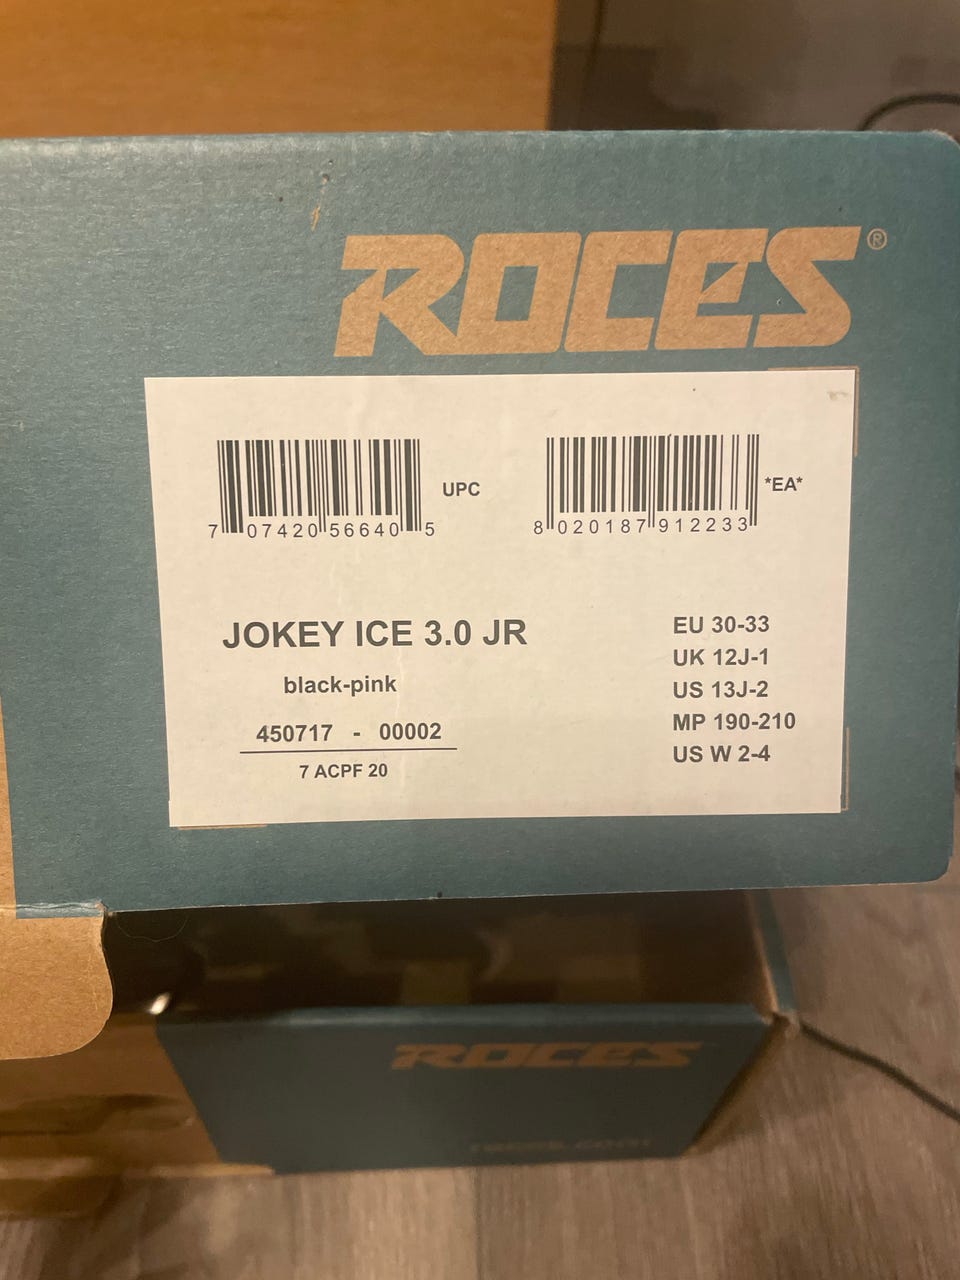 ROCES®
7 07420 56640 5 UPC
8 020187 912233 *EA*
JOKEY ICE 3.0 JR
black-pink
450717 - 00002
7 ACPF 20
EU 30-33
UK 12J-1
US 13J-2
MP 190-210
US W 2-4
ROCES
roces.com